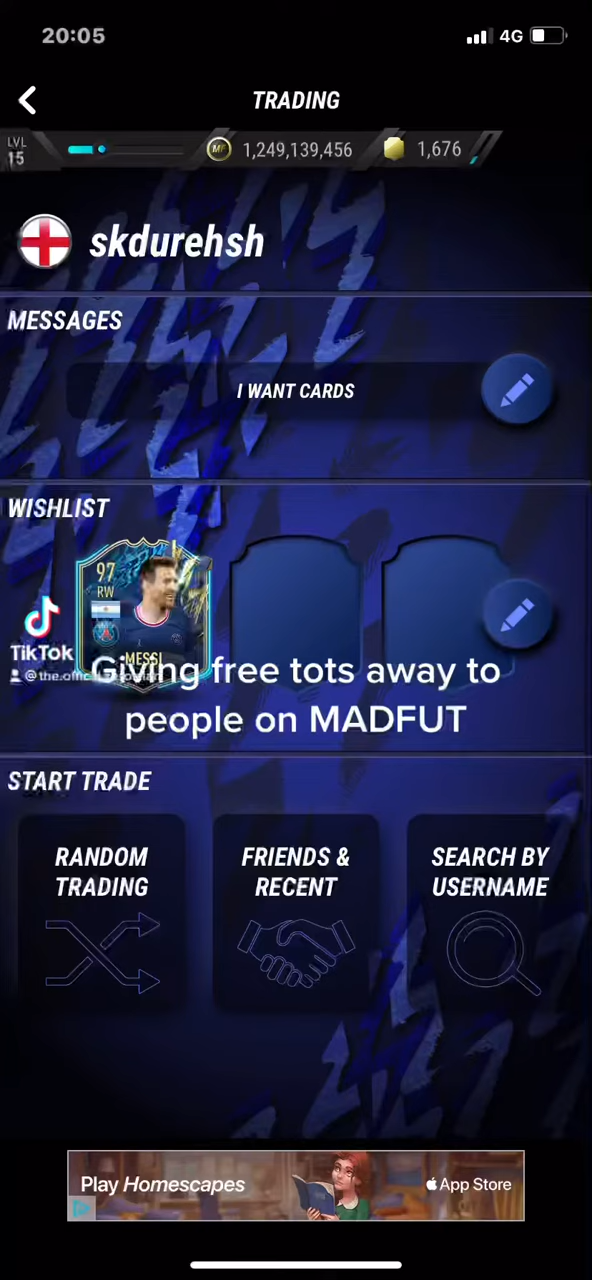 20:05
4G
TRADING
LVL
15
MF
1,249,139,456
1,676
skdurehsh
MESSAGES
I WANT CARDS
WISHLIST
97
RW
MESSI
TikTok
Giving free tots away to
people on MADFUT
START TRADE
RANDOM
TRADING
FRIENDS &
RECENT
SEARCH BY
USERNAME
Play Homescapes
App Store